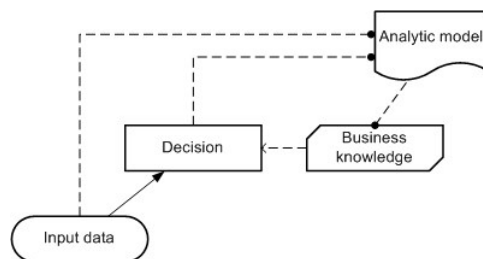 Analytic model
Decision
Business
knowledge
Input data